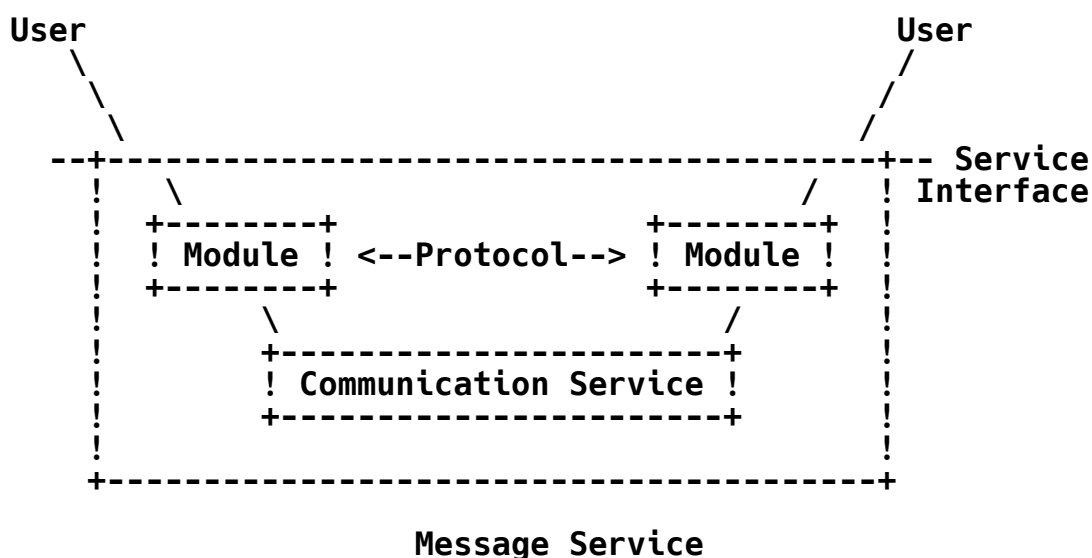 User User
Service
Interface
Module <--Protocol--> Module
Communication Service
Message Service